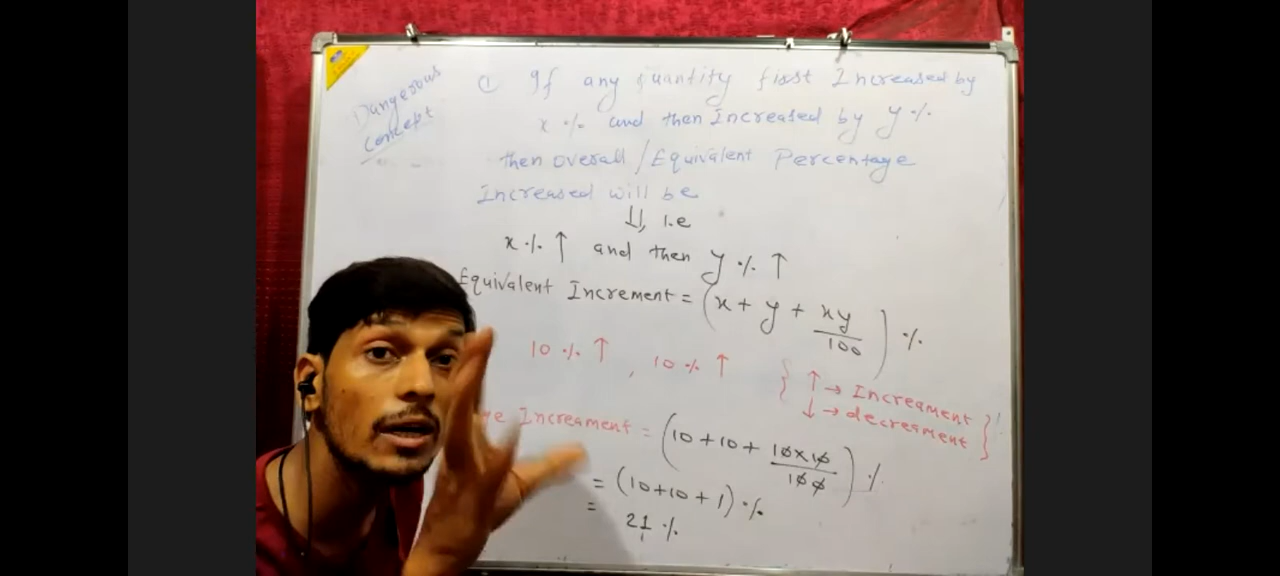 Dangerous
concept
① If any quantity first Increased by
x % and then Increased by y %
then overall / Equivalent Percentage
Increased will be
⇓ i.e
x % ↑ and then y % ↑
Equivalent Increment = (x + y + xy/100) %
10 % ↑ , 10 % ↑ { ↑ → Increament
↓ → decreament }
Increament = (10 + 10 + 10×10/100) %
= (10+10+1) %
= 21 %